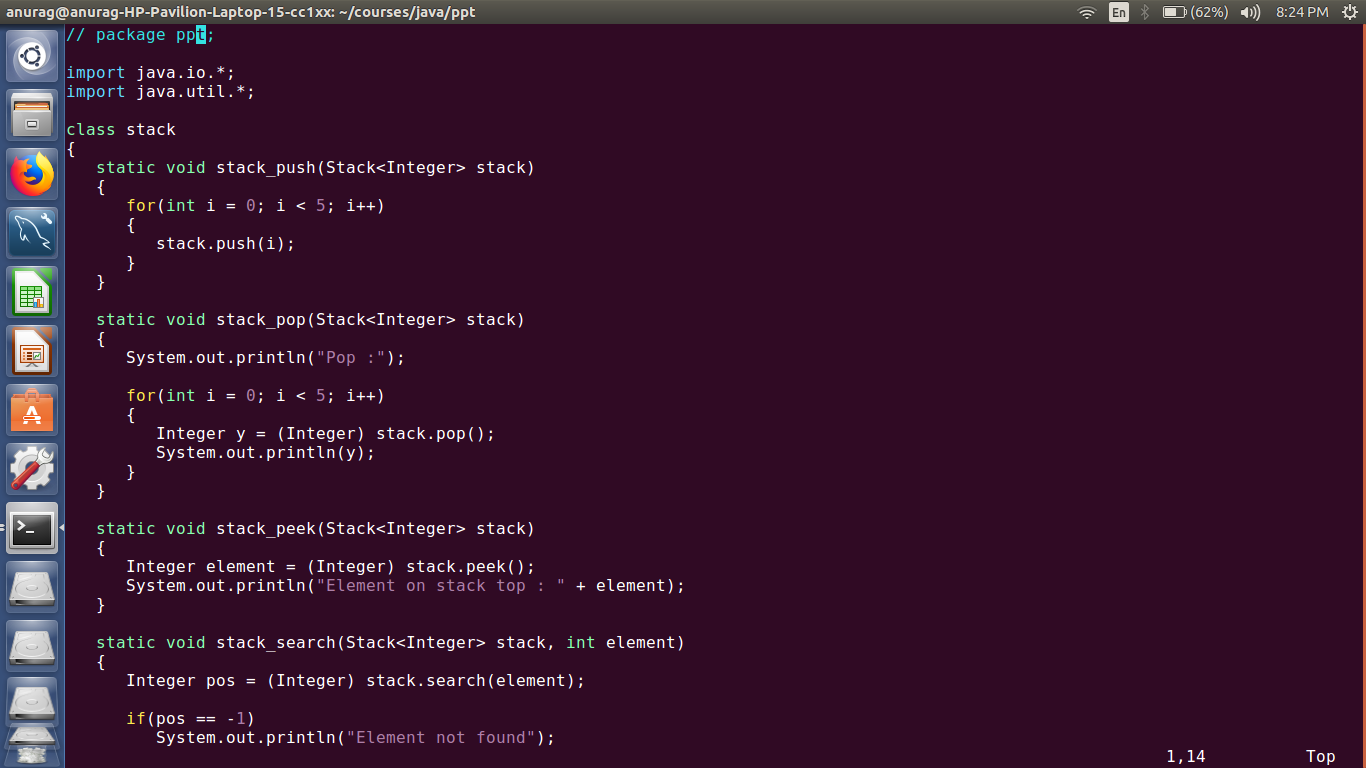 anurag@anurag-HP-Pavilion-Laptop-15-cc1xx: ~/courses/java/ppt
En (62%) 8:24 PM
// package ppt;
import java.io.*;
import java.util.*;
class stack
{
   static void stack_push(Stack<Integer> stack)
   {
      for(int i = 0; i < 5; i++)
      {
         stack.push(i);
      }
   }
   static void stack_pop(Stack<Integer> stack)
   {
      System.out.println("Pop :");
      for(int i = 0; i < 5; i++)
      {
         Integer y = (Integer) stack.pop();
         System.out.println(y);
      }
   }
   static void stack_peek(Stack<Integer> stack)
   {
      Integer element = (Integer) stack.peek();
      System.out.println("Element on stack top : " + element);
   }
   static void stack_search(Stack<Integer> stack, int element)
   {
      Integer pos = (Integer) stack.search(element);
      if(pos == -1)
         System.out.println("Element not found");
1,14 Top